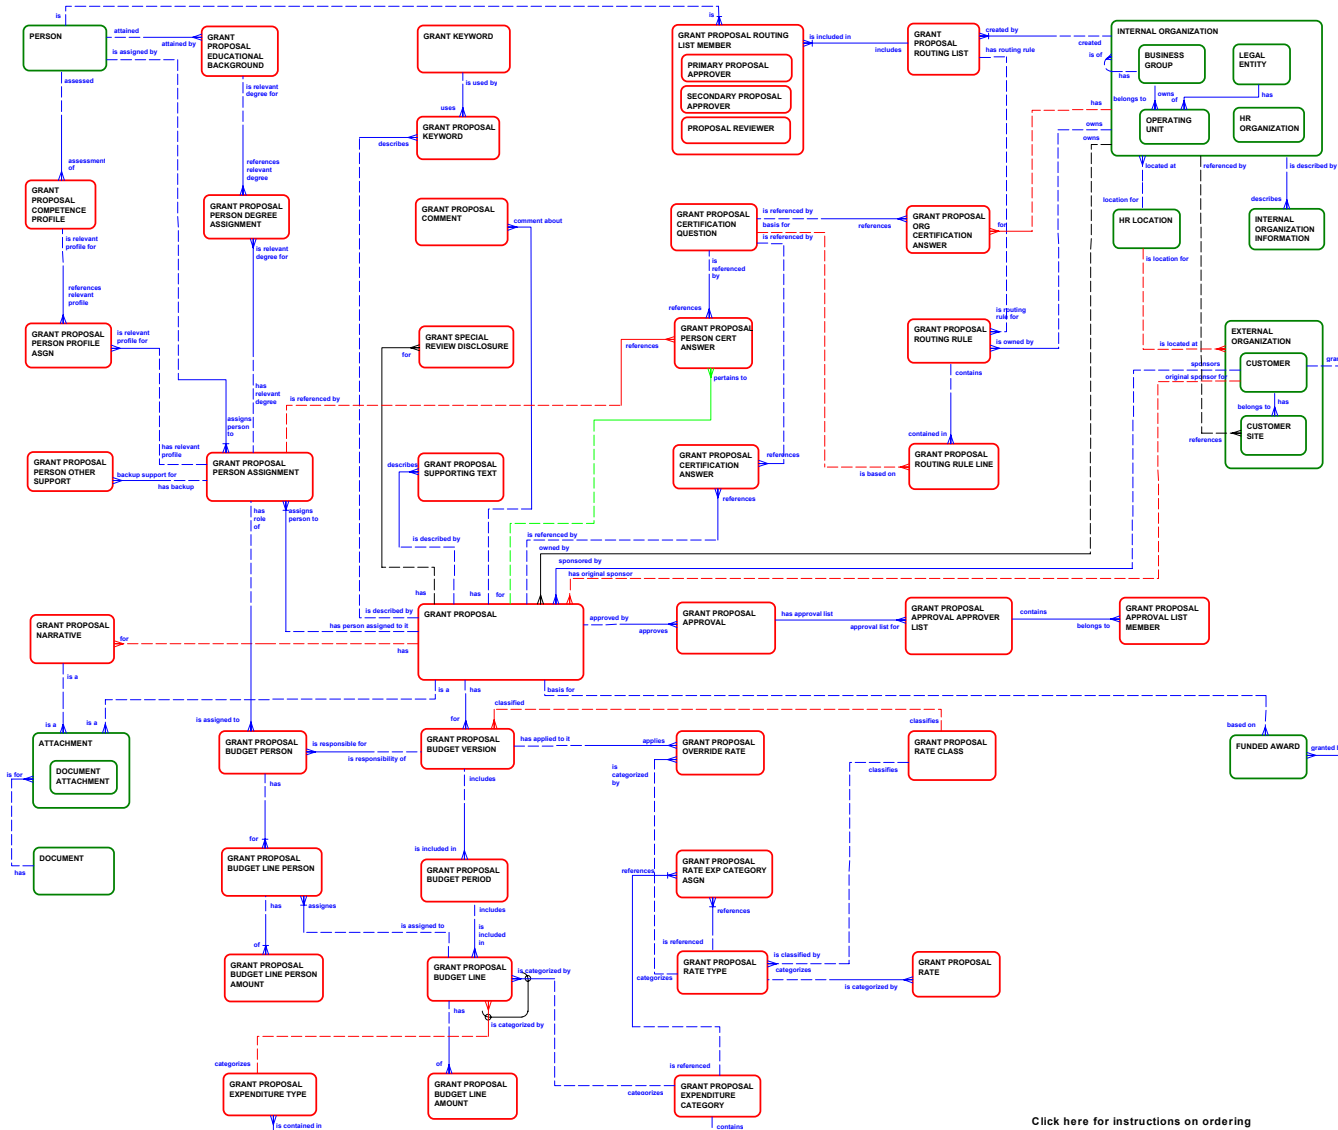 is
is
PERSON
attained
attained by
is assigned by
GRANT
PROPOSAL
EDUCATIONAL
BACKGROUND
GRANT KEYWORD
GRANT PROPOSAL ROUTING
LIST MEMBER
PRIMARY PROPOSAL
APPROVER
SECONDARY PROPOSAL
APPROVER
PROPOSAL REVIEWER
is included in
includes
GRANT
PROPOSAL
ROUTING LIST
created by
created
has routing rule
INTERNAL ORGANIZATION
is of
has
BUSINESS
GROUP
LEGAL
ENTITY
belongs to
owns
of
has
OPERATING
UNIT
HR
ORGANIZATION
has
owns
owns
assessed
is relevant
degree for
is used by
uses
GRANT PROPOSAL
KEYWORD
describes
assessment
of
references
relevant
degree
located at
referenced by
is described by
GRANT
PROPOSAL
COMPETENCE
PROFILE
GRANT PROPOSAL
PERSON DEGREE
ASSIGNMENT
GRANT PROPOSAL
COMMENT
comment about
GRANT PROPOSAL
CERTIFICATION
QUESTION
is referenced by
basis for
is referenced by
references
GRANT PROPOSAL
ORG
CERTIFICATION
ANSWER
for
location for
describes
HR LOCATION
INTERNAL
ORGANIZATION
INFORMATION
is relevant
profile for
is relevant
degree for
is
referenced
by
is location for
references
relevant
profile
references
is routing
rule for
GRANT PROPOSAL
PERSON PROFILE
ASGN
is relevant
profile for
GRANT SPECIAL
REVIEW DISCLOSURE
for
references
GRANT PROPOSAL
PERSON CERT
ANSWER
pertains to
GRANT PROPOSAL
ROUTING RULE
is owned by
is located at
EXTERNAL
ORGANIZATION
sponsors
original sponsor for
CUSTOMER
has
belongs to
CUSTOMER
SITE
references
has
relevant
degree
is referenced by
contains
contained in
assigns
person
to
has relevant
profile
GRANT PROPOSAL
PERSON OTHER
SUPPORT
backup support for
has backup
GRANT PROPOSAL
PERSON ASSIGNMENT
describes
GRANT PROPOSAL
SUPPORTING TEXT
GRANT PROPOSAL
CERTIFICATION
ANSWER
references
references
is based on
GRANT PROPOSAL
ROUTING RULE LINE
has
role
of
assigns
person to
is described by
is referenced by
owned by
sponsored by
has original sponsor
has
has
for
is described by
has person assigned to it
has
GRANT PROPOSAL
approved by
approves
GRANT PROPOSAL
APPROVAL
has approval list
approval list for
GRANT PROPOSAL
APPROVAL APPROVER
LIST
contains
belongs to
GRANT PROPOSAL
APPROVAL LIST
MEMBER
GRANT PROPOSAL
NARRATIVE
for
is a
is a
is a
is a
has
basis for
classified
classifies
based on
is assigned to
for
ATTACHMENT
DOCUMENT
ATTACHMENT
is for
DOCUMENT
has
GRANT PROPOSAL
BUDGET PERSON
is responsible for
is responsibility of
GRANT PROPOSAL
BUDGET VERSION
has applied to it
applies
GRANT PROPOSAL
OVERRIDE RATE
GRANT PROPOSAL
RATE CLASS
FUNDED AWARD
has
includes
is
categorized
by
classifies
for
is included in
GRANT PROPOSAL
BUDGET LINE PERSON
GRANT PROPOSAL
BUDGET PERIOD
references
GRANT PROPOSAL
RATE EXP CATEGORY
ASGN
has
assignes
includes
is
included
in
is assigned to
references
of
is referenced
is classified by
categorizes
GRANT PROPOSAL
BUDGET LINE PERSON
AMOUNT
GRANT PROPOSAL
BUDGET LINE
is categorized by
categorizes
GRANT PROPOSAL
RATE TYPE
is categorized by
GRANT PROPOSAL
RATE
has
is categorized by
categorizes
of
is referenced
categorizes
GRANT PROPOSAL
EXPENDITURE TYPE
is contained in
GRANT PROPOSAL
BUDGET LINE
AMOUNT
GRANT PROPOSAL
EXPENDITURE
CATEGORY
contains
Click here for instructions on ordering